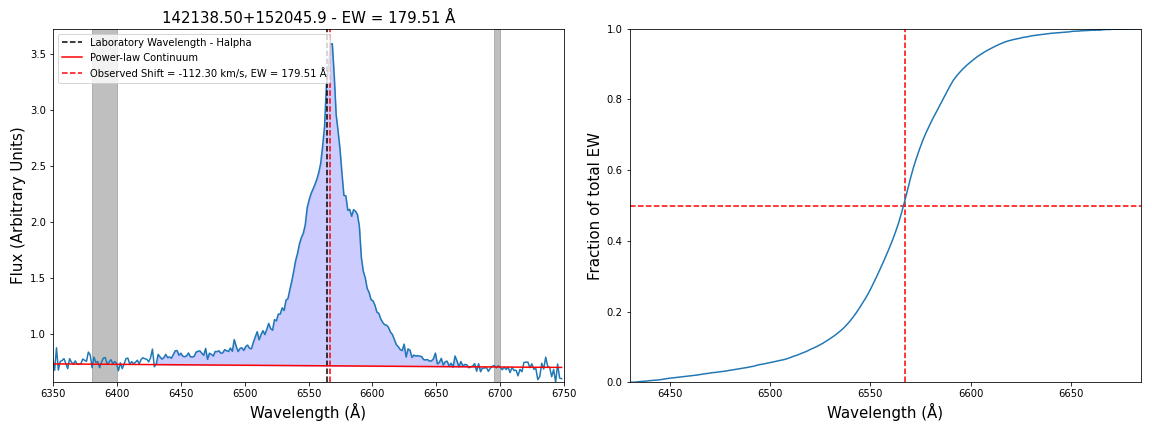 142138.50+152045.9 - EW = 179.51 Å
Laboratory Wavelength - Halpha
Power-law Continuum
Observed Shift = -112.30 km/s, EW = 179.51 Å
Flux (Arbitrary Units)
3.5
3.0
2.5
2.0
1.5
1.0
6350 6400 6450 6500 6550 6600 6650 6700 6750
Wavelength (Å)
Fraction of total EW
1.0
0.8
0.6
0.4
0.2
0.0
6450 6500 6550 6600 6650
Wavelength (Å)